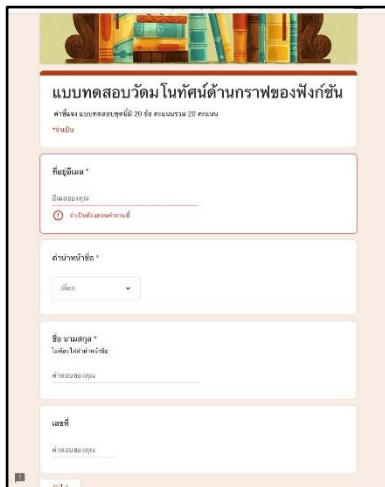 แบบทดสอบวัดมโนทัศน์ด้านกราฟของฟังก์ชัน
คำชี้แจง แบบทดสอบชุดนี้มี 20 ข้อ คะแนนรวม 20 คะแนน
*จำเป็น
ที่อยู่อีเมล *
อีเมลของคุณ
จำเป็นต้องตอบคำถามนี้
คำนำหน้าชื่อ *
เลือก
ชื่อ นามสกุล *
ไม่ต้องใส่คำนำหน้าชื่อ
คำตอบของคุณ
เลขที่
คำตอบของคุณ